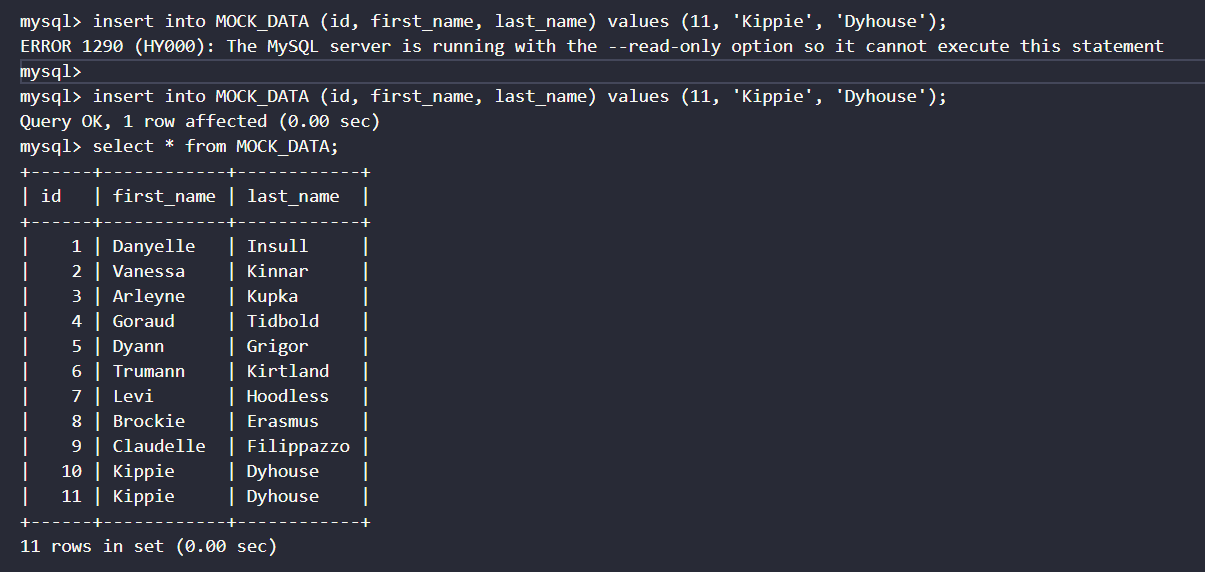 mysql> insert into MOCK_DATA (id, first_name, last_name) values (11, 'Kippie', 'Dyhouse');
ERROR 1290 (HY000): The MySQL server is running with the --read-only option so it cannot execute this statement
mysql>
mysql> insert into MOCK_DATA (id, first_name, last_name) values (11, 'Kippie', 'Dyhouse');
Query OK, 1 row affected (0.00 sec)
mysql> select * from MOCK_DATA;
+------+------------+------------+
| id   | first_name | last_name  |
+------+------------+------------+
|    1 | Danyelle   | Insull     |
|    2 | Vanessa    | Kinnar     |
|    3 | Arleyne    | Kupka      |
|    4 | Goraud     | Tidbold    |
|    5 | Dyann      | Grigor     |
|    6 | Trumann    | Kirtland   |
|    7 | Levi       | Hoodless   |
|    8 | Brockie    | Erasmus    |
|    9 | Claudelle  | Filippazzo |
|   10 | Kippie     | Dyhouse    |
|   11 | Kippie     | Dyhouse    |
+------+------------+------------+
11 rows in set (0.00 sec)